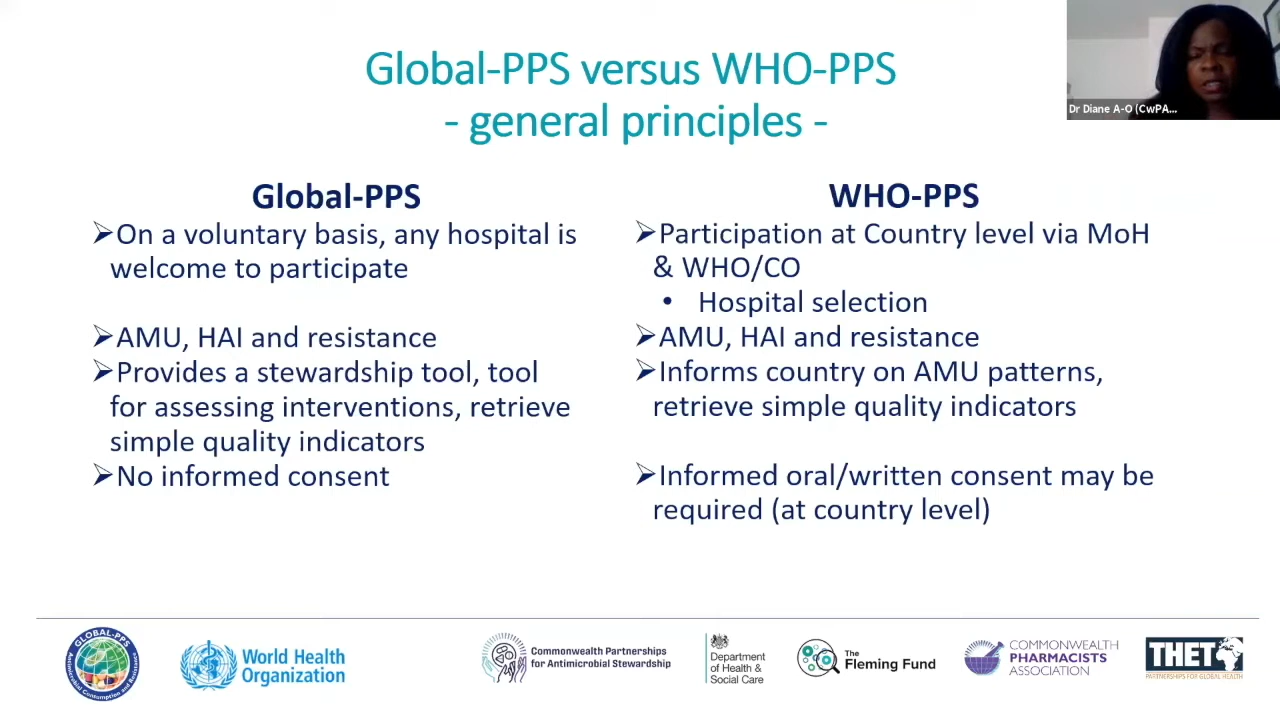 Global-PPS versus WHO-PPS
- general principles -
Dr Diane A-O (CwPA...
Global-PPS
➢On a voluntary basis, any hospital is
welcome to participate
➢AMU, HAI and resistance
➢Provides a stewardship tool, tool
for assessing interventions, retrieve
simple quality indicators
➢No informed consent
WHO-PPS
➢Participation at Country level via MoH
& WHO/CO
• Hospital selection
➢AMU, HAI and resistance
➢Informs country on AMU patterns,
retrieve simple quality indicators
➢Informed oral/written consent may be
required (at country level)
GLOBAL-PPS
Antimicrobial Consumption and Resistance
World Health
Organization
Commonwealth Partnerships
for Antimicrobial Stewardship
Department
of Health &
Social Care
The
Fleming Fund
COMMONWEALTH
PHARMACISTS
ASSOCIATION
THET
PARTNERSHIPS FOR GLOBAL HEALTH